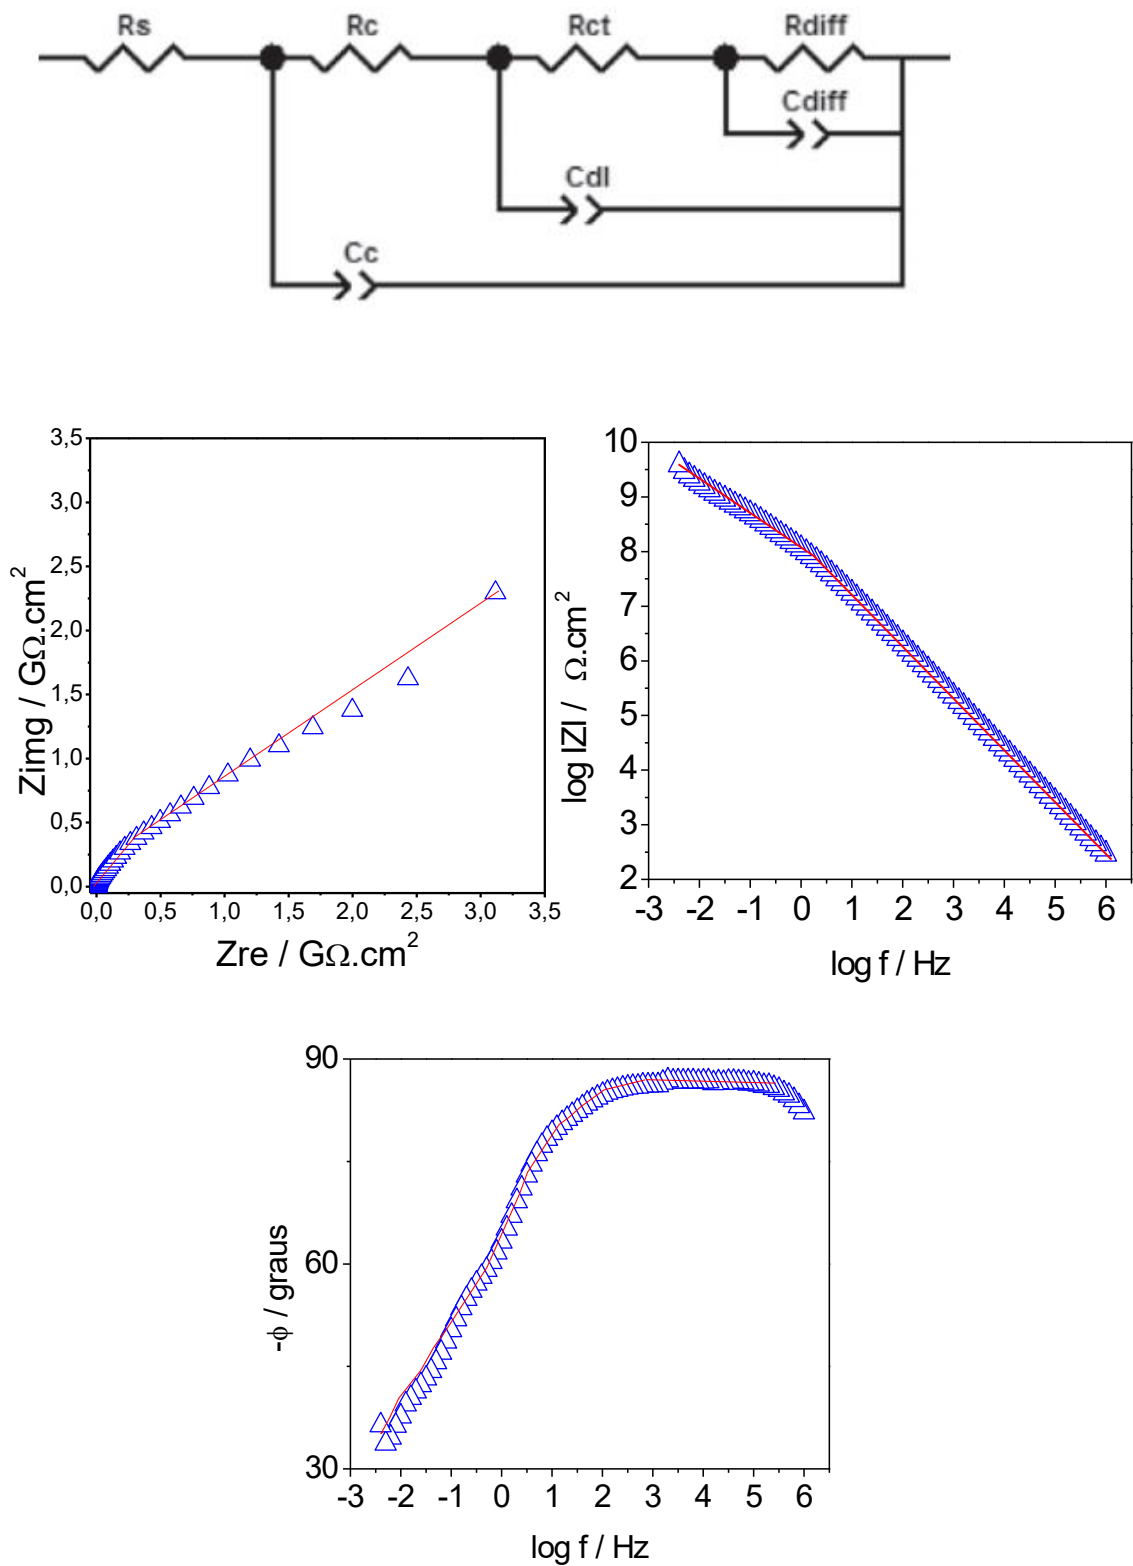 Rs Rc Rct Rdiff
Cdiff
Cdl
Cc
3,5
3,0
2,5
2,0
1,5
1,0
0,5
0,0
Zimg / GΩ.cm²
0,0 0,5 1,0 1,5 2,0 2,5 3,0 3,5
Zre / GΩ.cm²
10
9
8
7
6
5
4
3
2
log IZI / Ω.cm²
-3 -2 -1 0 1 2 3 4 5 6
log f / Hz
90
60
30
-ϕ / graus
-3 -2 -1 0 1 2 3 4 5 6
log f / Hz